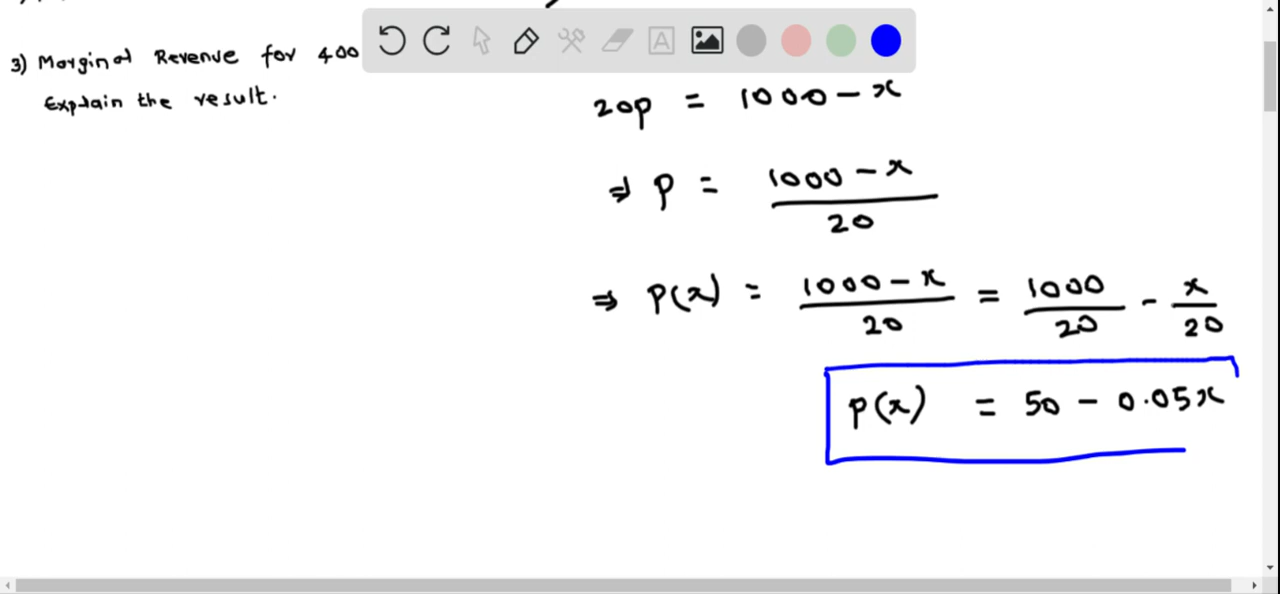 3) Marginal Revenue for 400
Explain the result.
20p = 1000 - x
⇒ p = (1000 - x)/20
⇒ p(x) = (1000 - x)/20 = 1000/20 - x/20
p(x) = 50 - 0.05x